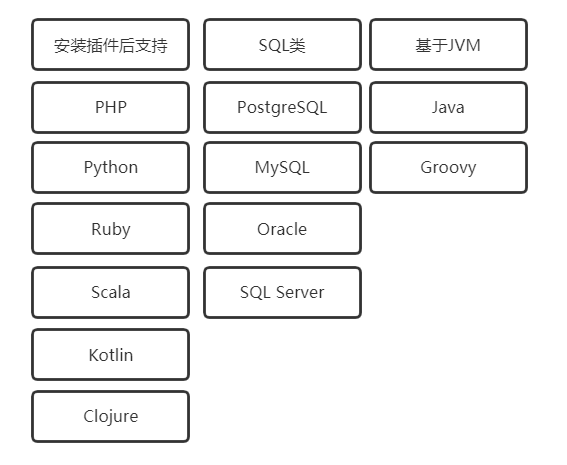 安装插件后支持 SQL类 基于JVM
PHP PostgreSQL Java
Python MySQL Groovy
Ruby Oracle
Scala SQL Server
Kotlin
Clojure